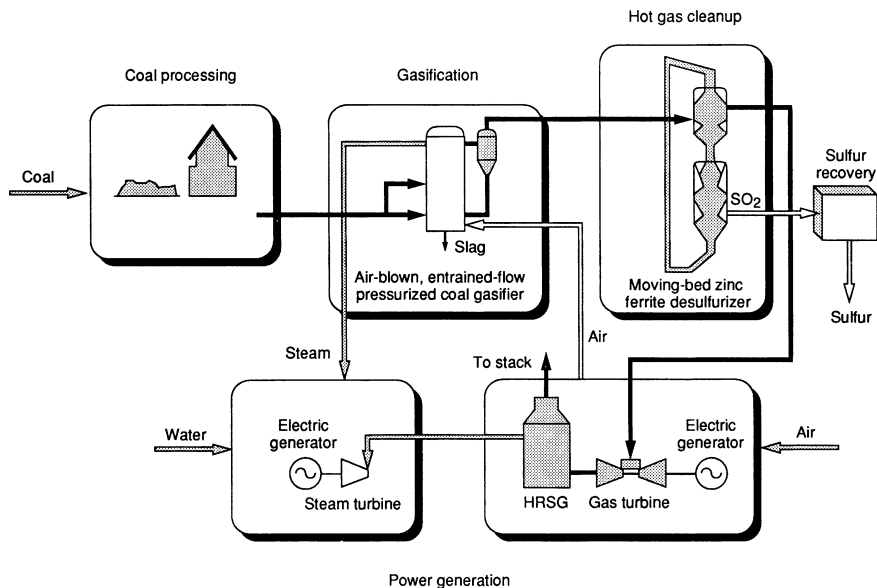 Hot gas cleanup
Coal processing
Gasification
Coal
Slag
Air-blown, entrained-flow
pressurized coal gasifier
SO2
Moving-bed zinc
ferrite desulfurizer
Sulfur
recovery
Sulfur
Steam
Air
To stack
Water
Electric
generator
Steam turbine
HRSG
Gas turbine
Electric
generator
Air
Power generation